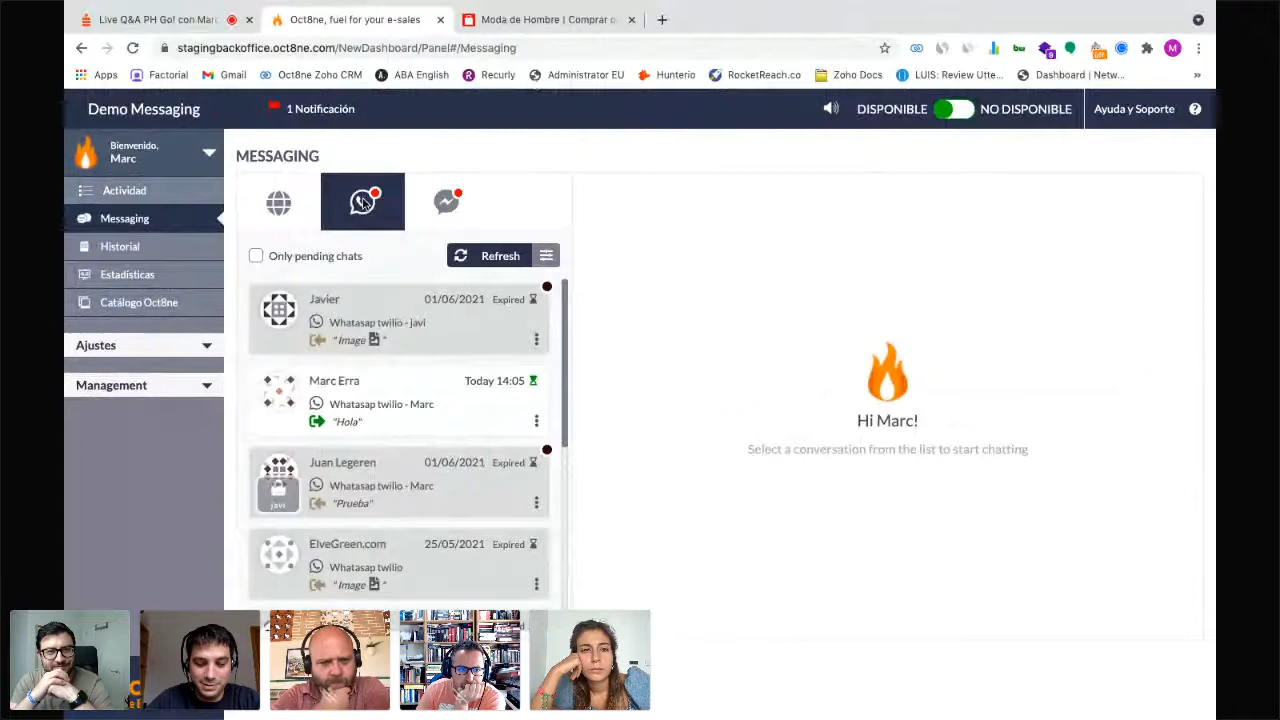 Live Q&A PH Go! con Marc
Oct8ne, fuel for your e-sales
Moda de Hombre | Comprar o
stagingbackoffice.oct8ne.com/NewDashboard/Panel#/Messaging
M
Apps
Factorial
Gmail
Oct8ne Zoho CRM
ABA English
Recurly
Administrator EU
Hunterio
RocketReach.co
Zoho Docs
LUIS: Review Utte...
Dashboard | Netw...
»
Demo Messaging
1 Notificación
DISPONIBLE
NO DISPONIBLE
Ayuda y Soporte
Bienvenido,
Marc
Actividad
Messaging
Historial
Estadísticas
Catálogo Oct8ne
Ajustes
Management
MESSAGING
Only pending chats
Refresh
Javier 01/06/2021 Expired
Whatasap twilio - javi
"Image "
Marc Erra Today 14:05
Whatasap twilio - Marc
"Hola"
Juan Legeren 01/06/2021 Expired
Whatasap twilio - Marc
javi
"Prueba"
ElveGreen.com 25/05/2021 Expired
Whatasap twilio
"Image "
Hi Marc!
Select a conversation from the list to start chatting